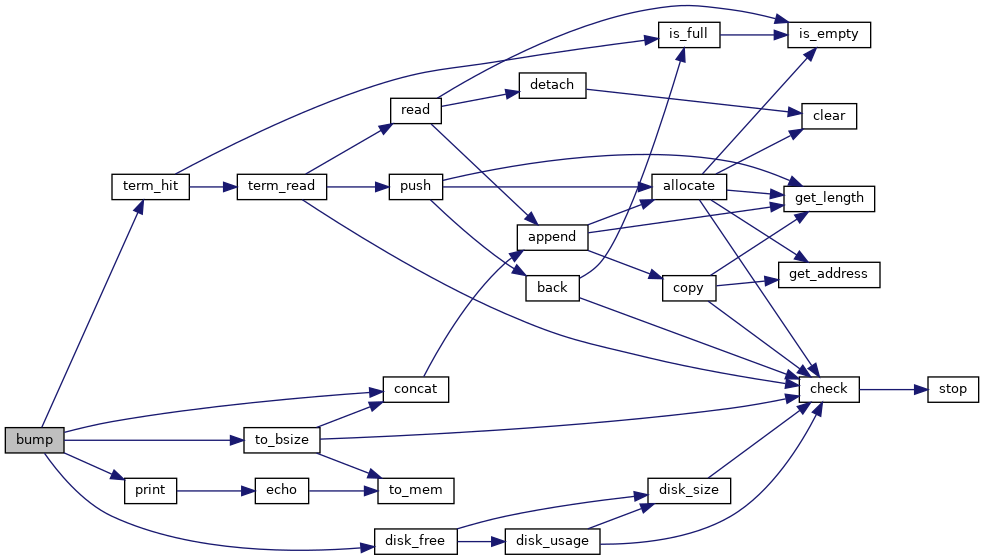 is_full
is_empty
detach
read
clear
term_hit
term_read
push
allocate
get_length
append
get_address
back
copy
concat
check
stop
bump
to_bsize
print
echo
to_mem
disk_size
disk_free
disk_usage